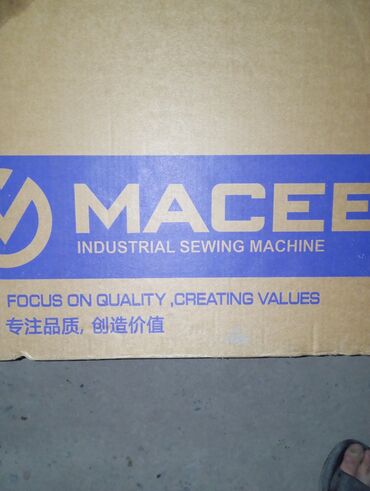 MACEE
INDUSTRIAL SEWING MACHINE
FOCUS ON QUALITY ,CREATING VALUES
专注品质, 创造价值